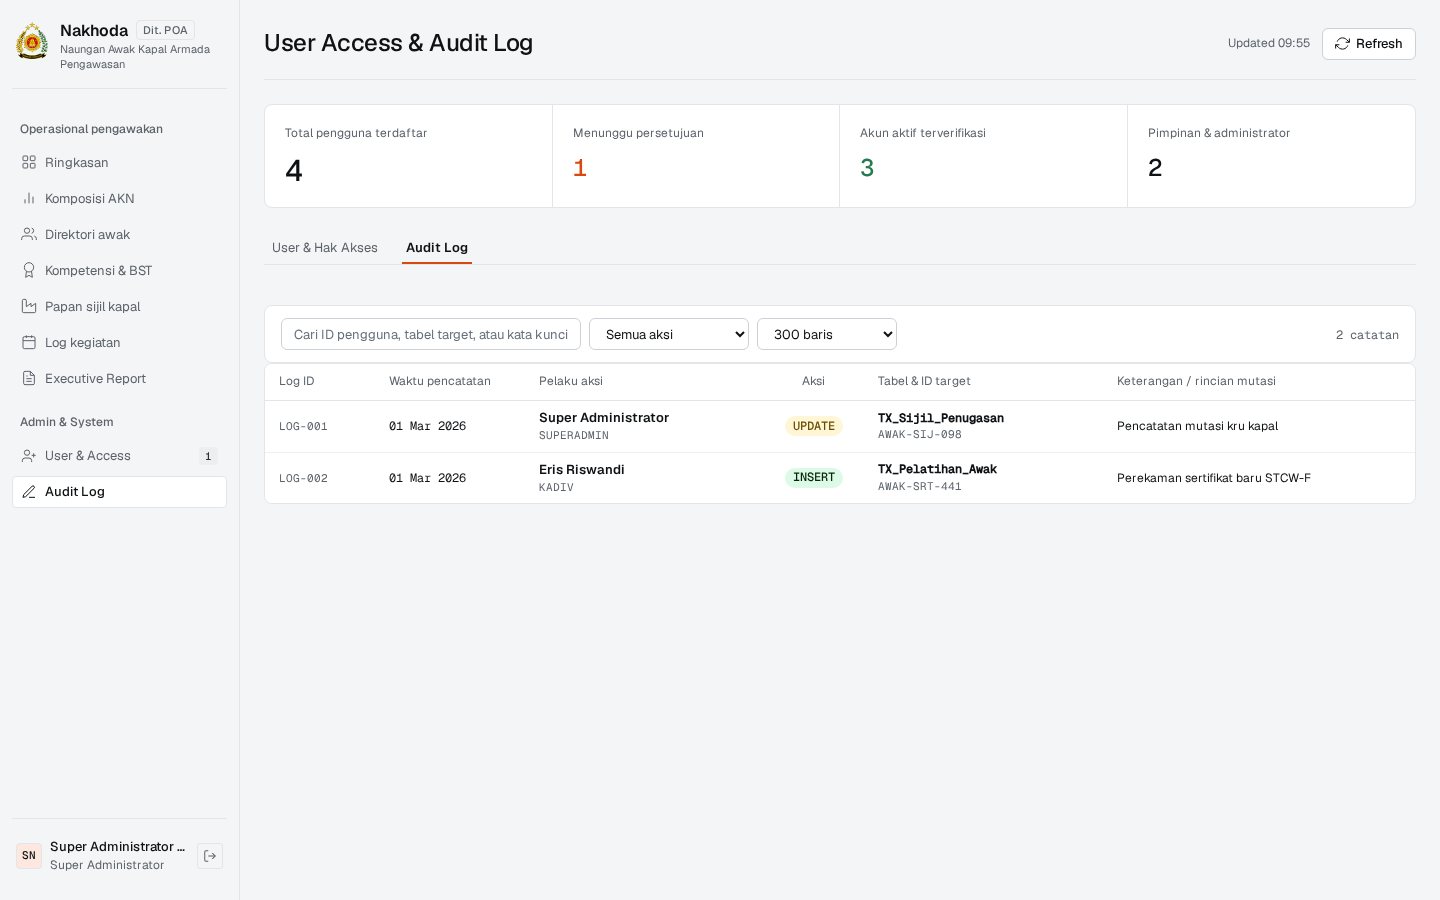 Nakhoda Dit. POA
Naungan Awak Kapal Armada
Pengawasan
Operasional pengawakan
Ringkasan
Komposisi AKN
Direktori awak
Kompetensi & BST
Papan sijil kapal
Log kegiatan
Executive Report
Admin & System
User & Access 1
Audit Log
SN Super Administrator ...
Super Administrator
User Access & Audit Log
Updated 09:55 Refresh
Total pengguna terdaftar Menunggu persetujuan Akun aktif terverifikasi Pimpinan & administrator
4 1 3 2
User & Hak Akses Audit Log
Cari ID pengguna, tabel target, atau kata kunci Semua aksi 300 baris 2 catatan
Log ID Waktu pencatatan Pelaku aksi Aksi Tabel & ID target Keterangan / rincian mutasi
LOG-001 01 Mar 2026 Super Administrator UPDATE TX_Sijil_Penugasan Pencatatan mutasi kru kapal
SUPERADMIN AWAK-SIJ-098
LOG-002 01 Mar 2026 Eris Riswandi INSERT TX_Pelatihan_Awak Perekaman sertifikat baru STCW-F
KADIV AWAK-SRT-441